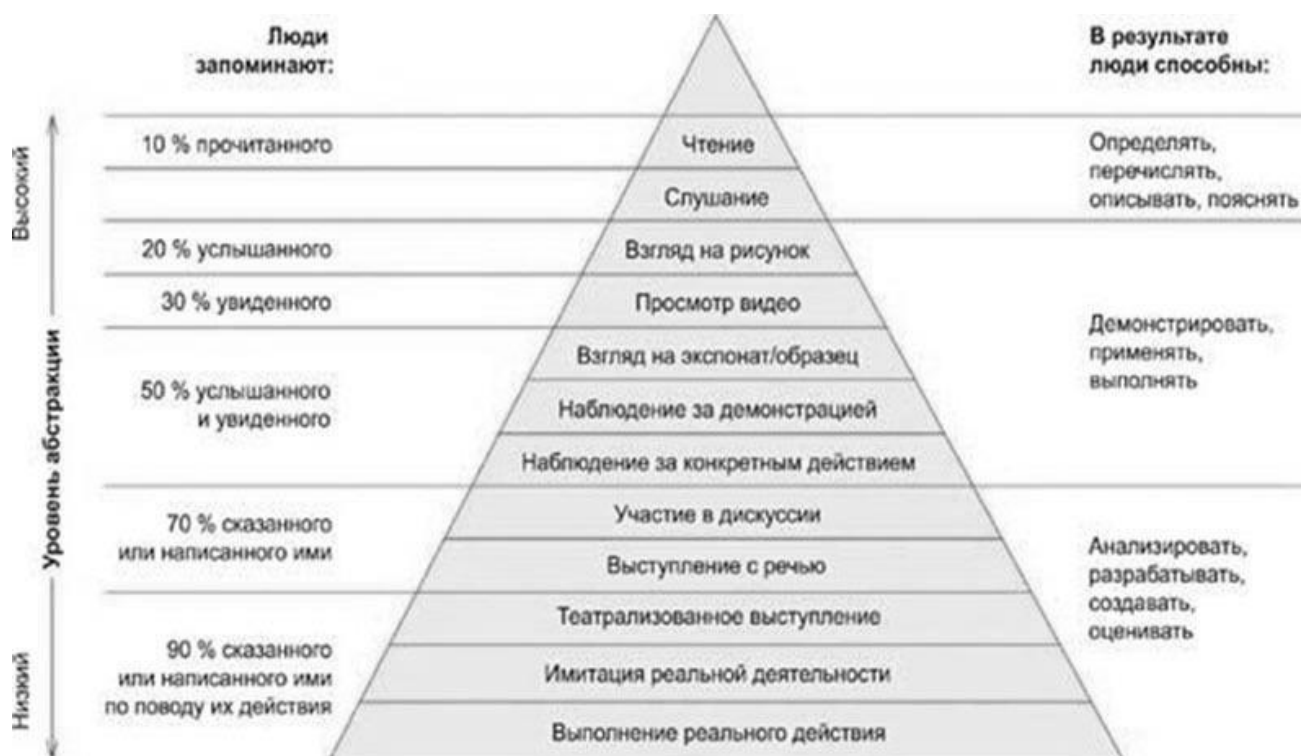 Люди
запоминают:
В результате
люди способны:
Высокий
Уровень абстракции
Низкий
10 % прочитанного
Чтение
Определять,
перечислять,
описывать, пояснять
Слушание
20 % услышанного
Взгляд на рисунок
30 % увиденного
Просмотр видео
Демонстрировать,
применять,
выполнять
50 % услышанного
и увиденного
Взгляд на экспонат/образец
Наблюдение за демонстрацией
Наблюдение за конкретным действием
70 % сказанного
или написанного ими
Участие в дискуссии
Выступление с речью
Анализировать,
разрабатывать,
создавать,
оценивать
90 % сказанного
или написанного ими
по поводу их действия
Театрализованное выступление
Имитация реальной деятельности
Выполнение реального действия